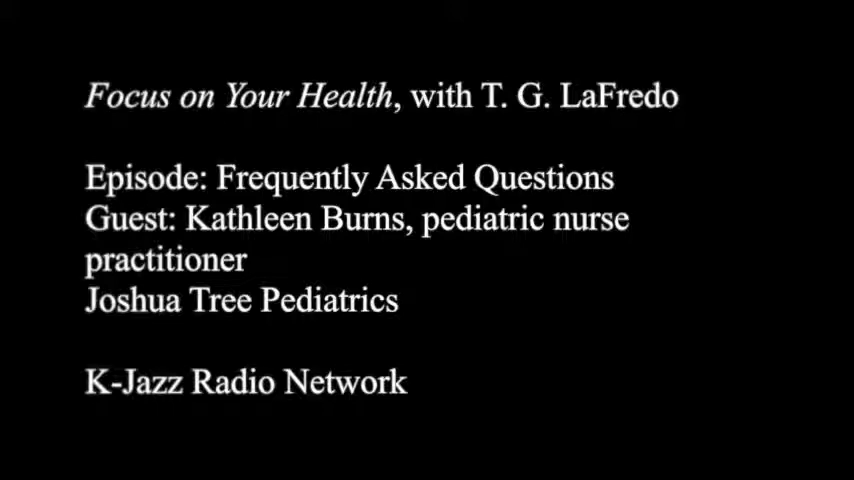 Focus on Your Health, with T. G. LaFredo
Episode: Frequently Asked Questions
Guest: Kathleen Burns, pediatric nurse
practitioner
Joshua Tree Pediatrics
K-Jazz Radio Network